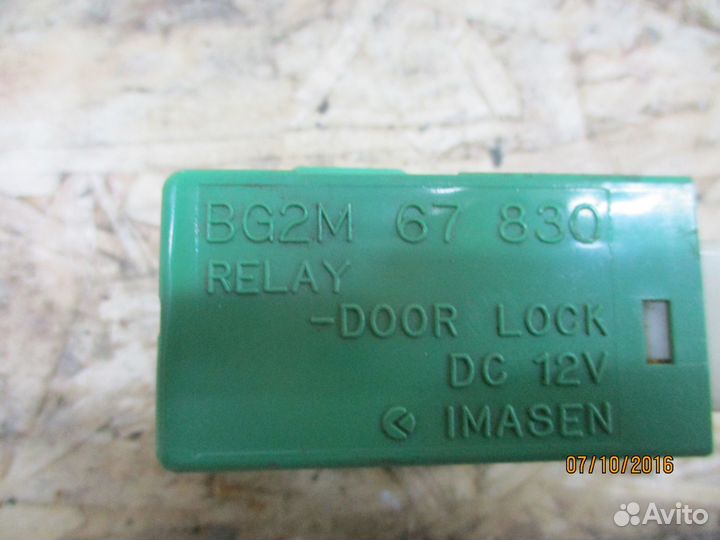 BG2M 67 830
RELAY
-DOOR LOCK
DC 12V
IMASEN
07/10/2016
Avito